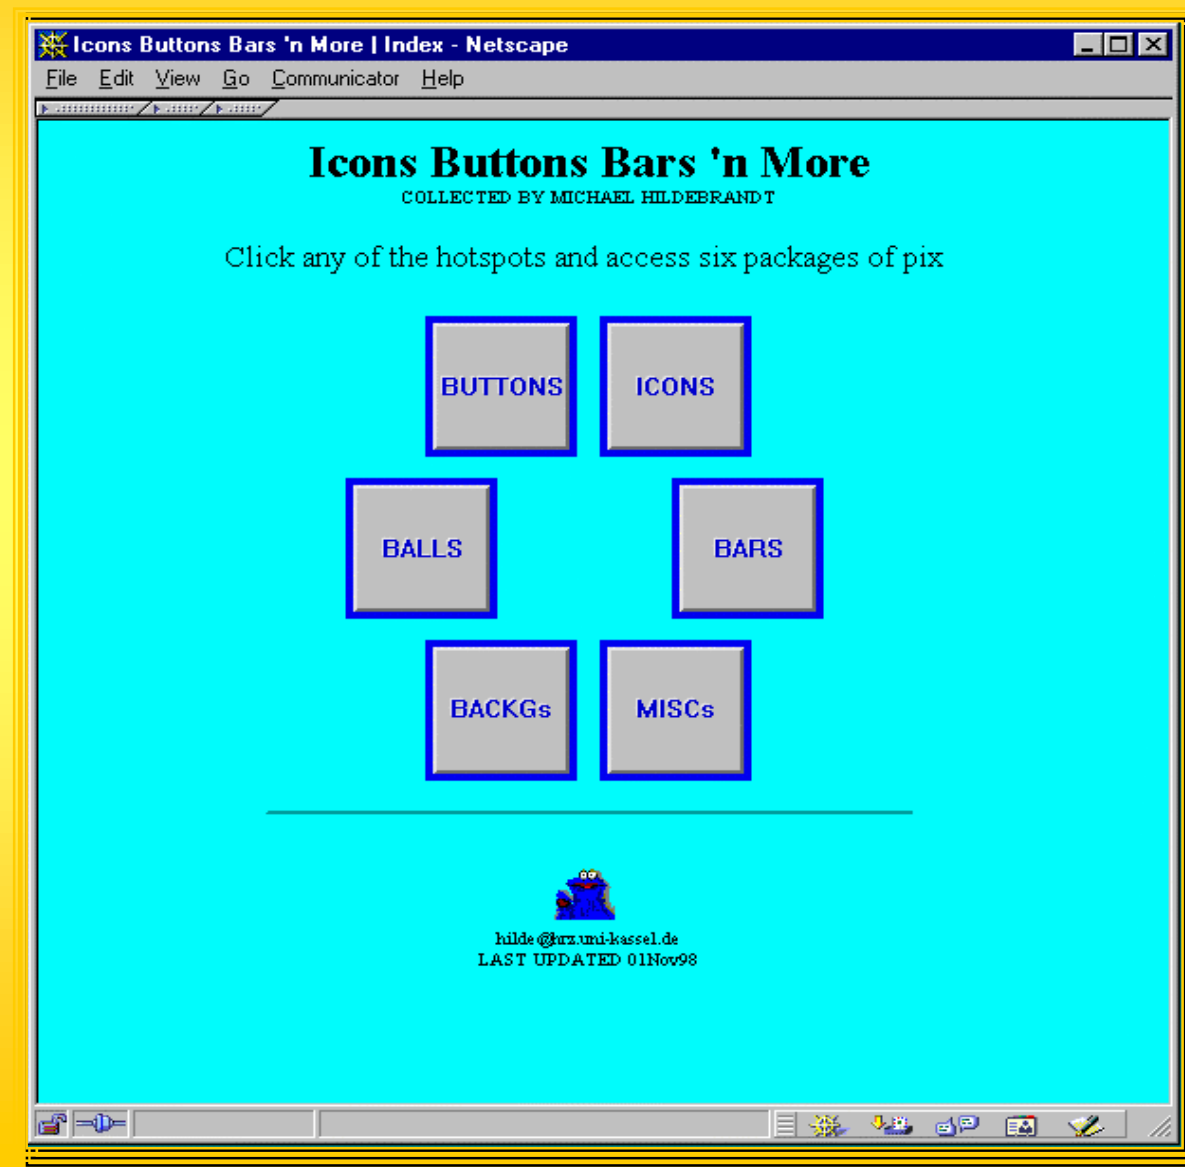 Icons Buttons Bars 'n More | Index - Netscape
File Edit View Go Communicator Help
Icons Buttons Bars 'n More
COLLECTED BY MICHAEL HILDEBRANDT
Click any of the hotspots and access six packages of pix
BUTTONS ICONS
BALLS BARS
BACKGs MISCs
hilde@hrz.uni-kassel.de
LAST UPDATED 01Nov98